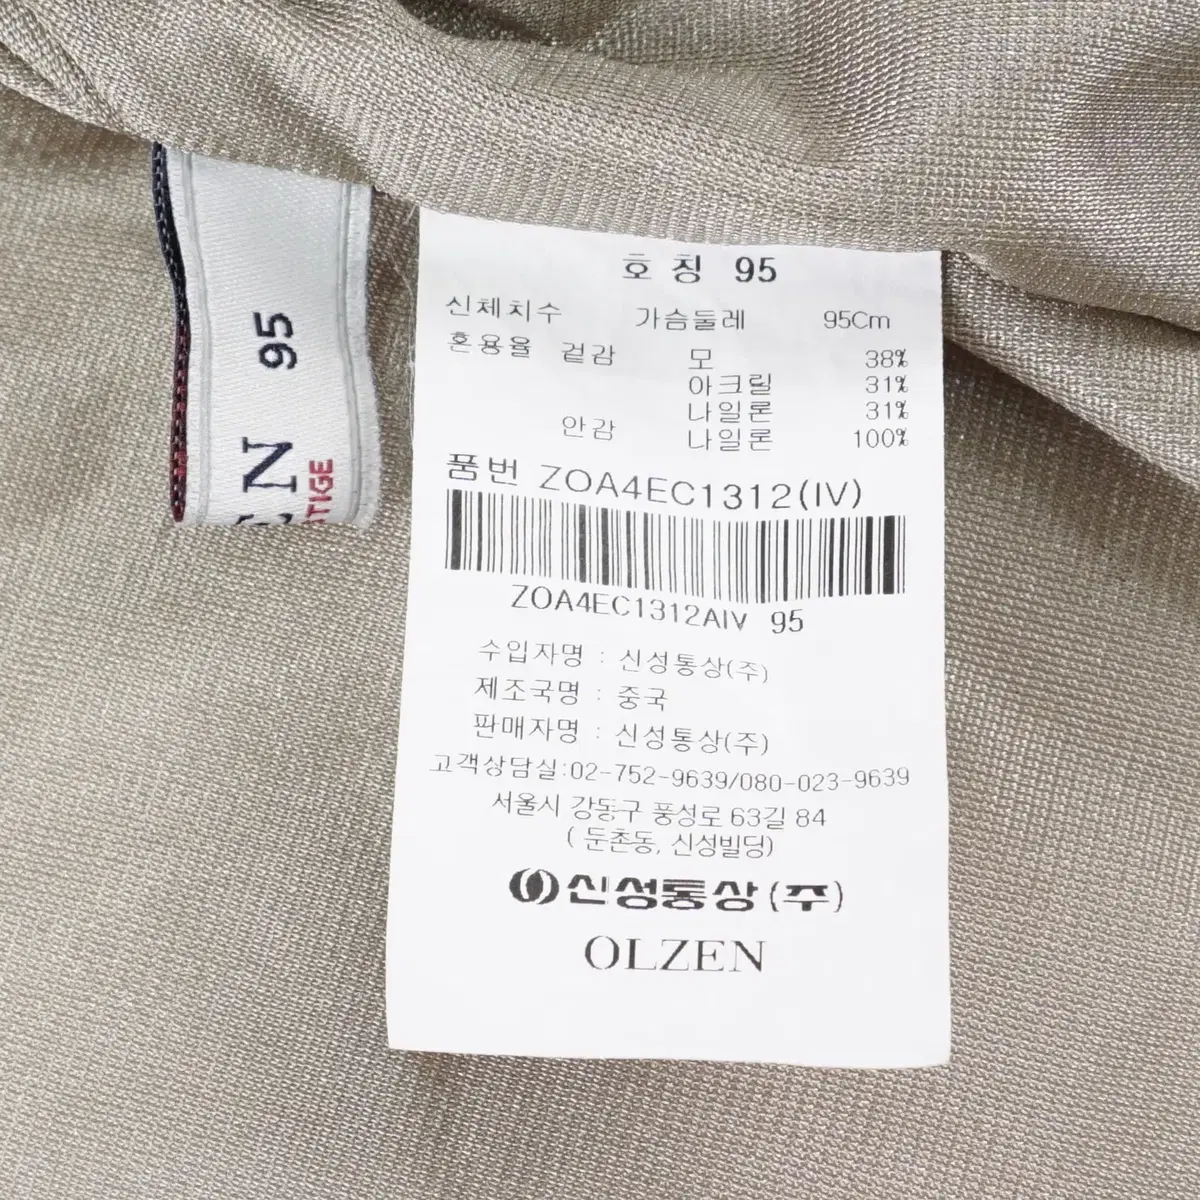 95
N
TIGE
호칭 95
신체치수 가슴둘레 95Cm
혼용율 겉감 모 38%
아크릴 31%
나일론 31%
안감 나일론 100%
품번 ZOA4EC1312(IV)
ZOA4EC1312AIV 95
수입자명 : 신성통상(주)
제조국명 : 중국
판매자명 : 신성통상(주)
고객상담실:02-752-9639/080-023-9639
서울시 강동구 풍성로 63길 84
( 둔촌동, 신성빌딩)
신성통상(주)
OLZEN